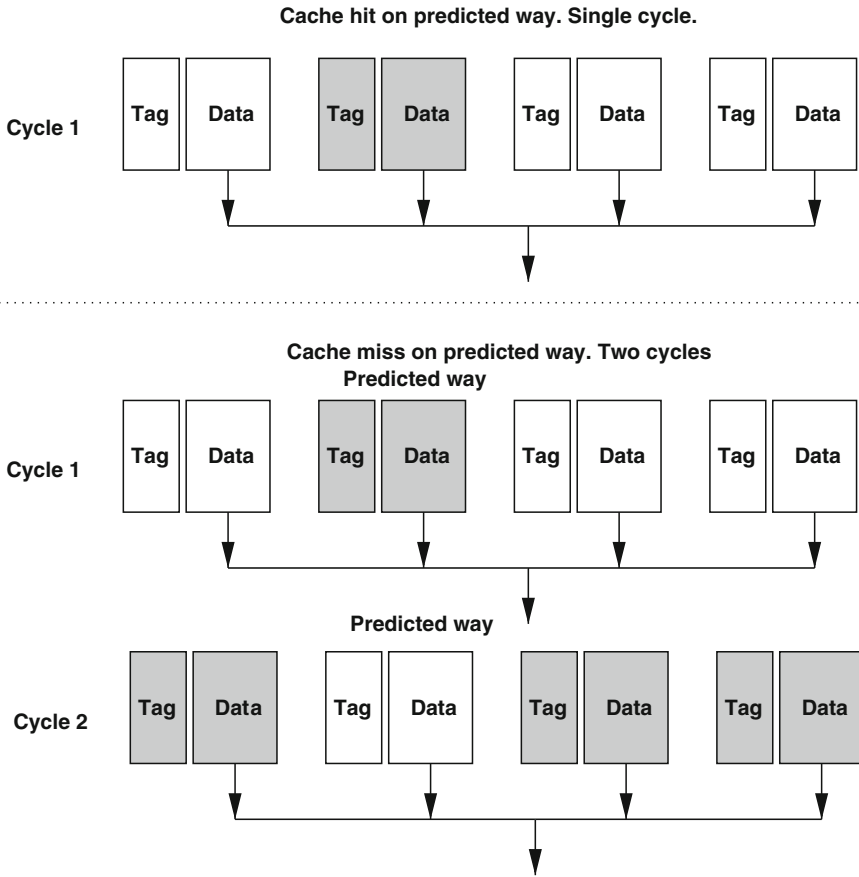 Cache hit on predicted way. Single cycle.
Cycle 1 Tag Data Tag Data Tag Data Tag Data
Cache miss on predicted way. Two cycles
Predicted way
Cycle 1 Tag Data Tag Data Tag Data Tag Data
Predicted way
Cycle 2 Tag Data Tag Data Tag Data Tag Data